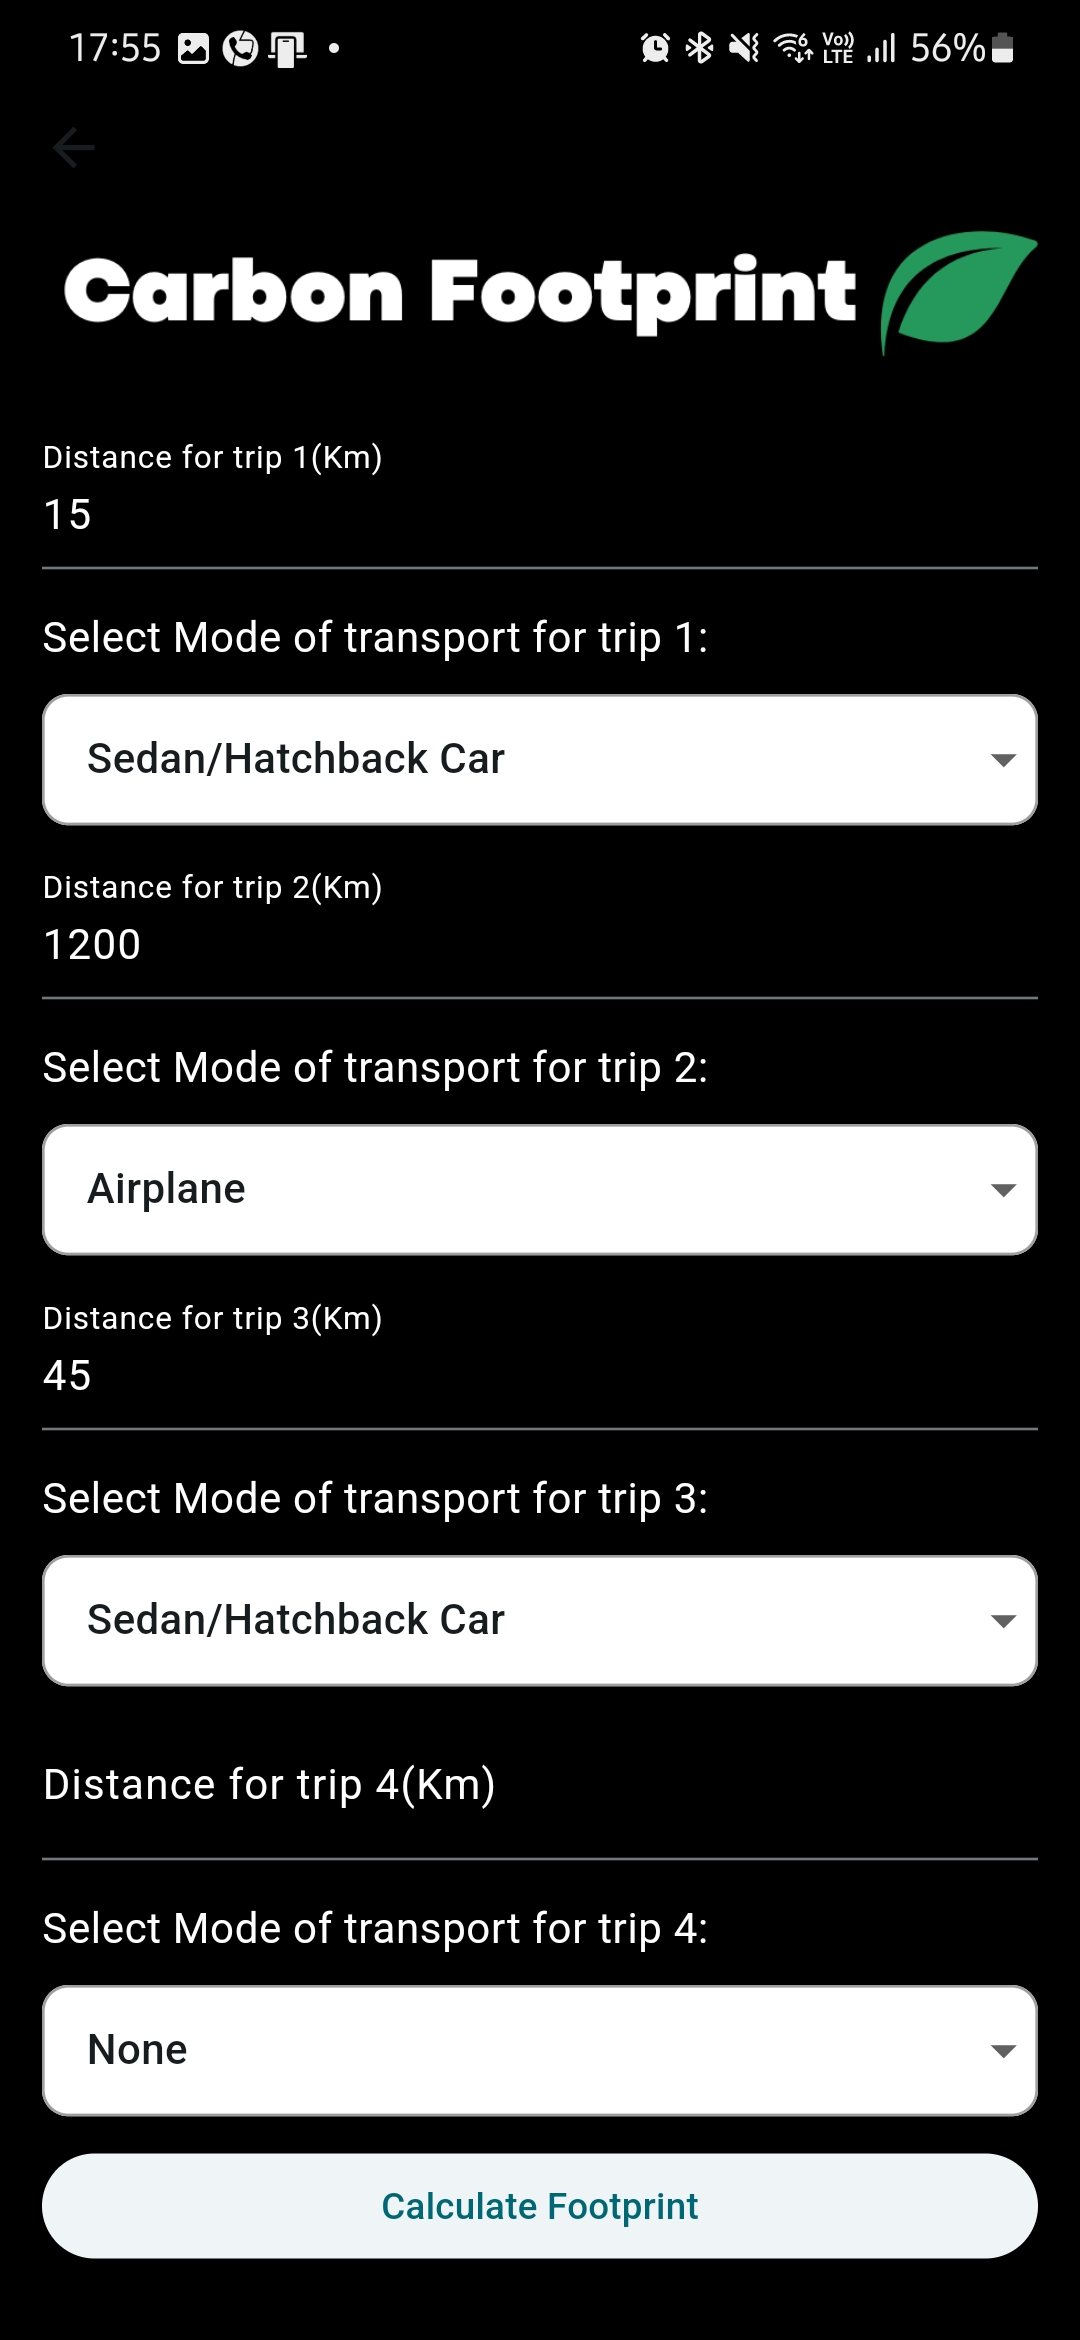 17:55
6 Vo)) LTE 56%
Carbon Footprint
Distance for trip 1(Km)
15
Select Mode of transport for trip 1:
Sedan/Hatchback Car
Distance for trip 2(Km)
1200
Select Mode of transport for trip 2:
Airplane
Distance for trip 3(Km)
45
Select Mode of transport for trip 3:
Sedan/Hatchback Car
Distance for trip 4(Km)
Select Mode of transport for trip 4:
None
Calculate Footprint